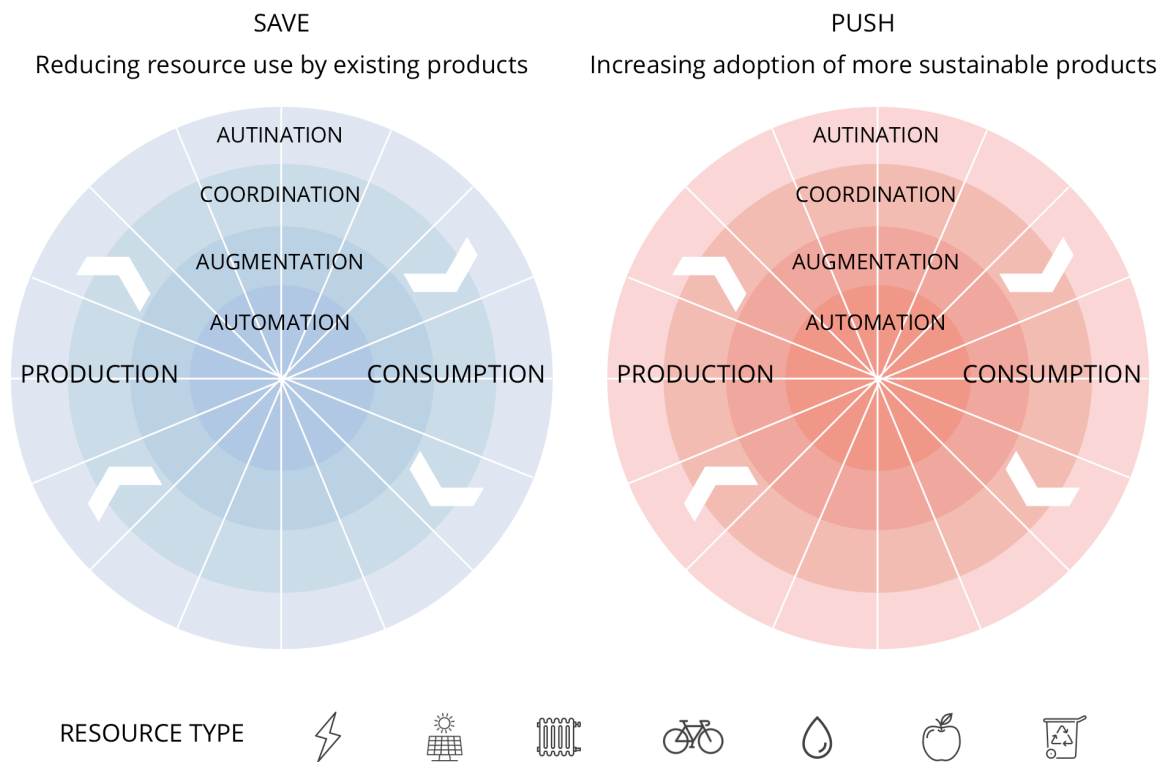 SAVE
Reducing resource use by existing products
AUTINATION
COORDINATION
AUGMENTATION
AUTOMATION
PRODUCTION
CONSUMPTION
PUSH
Increasing adoption of more sustainable products
AUTINATION
COORDINATION
AUGMENTATION
AUTOMATION
PRODUCTION
CONSUMPTION
RESOURCE TYPE